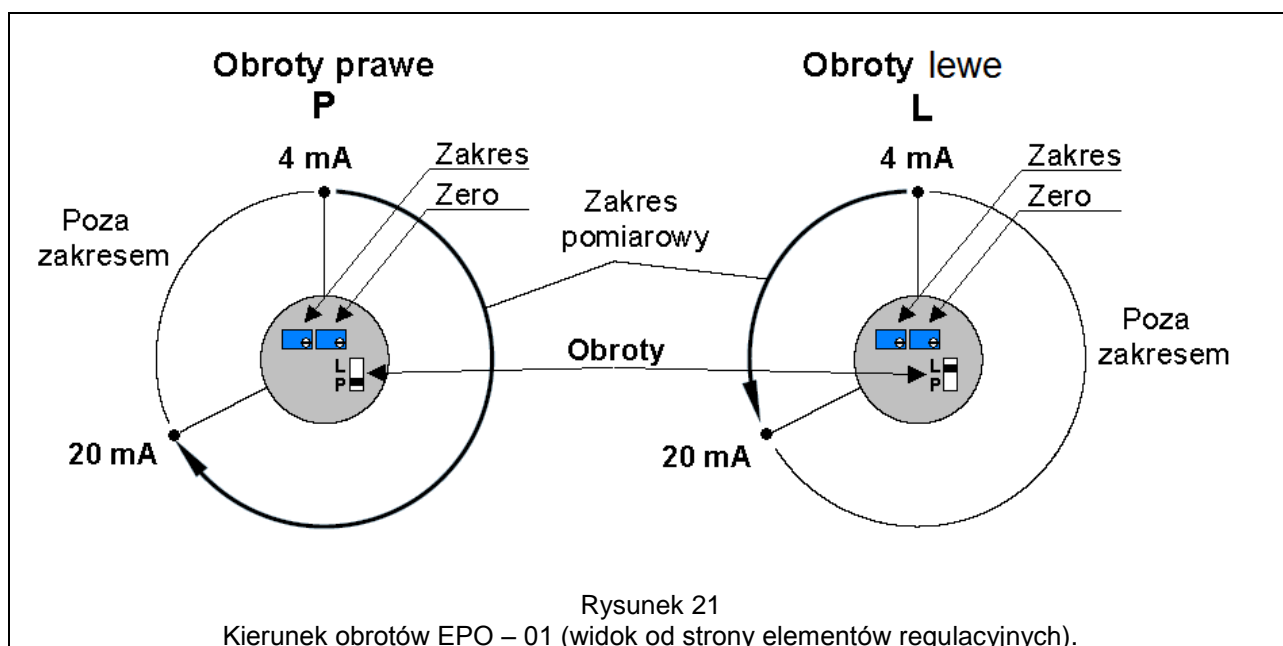 Obroty prawe
P
4 mA
Zakres
Zero
Poza
zakresem
L
P
20 mA
Zakres
pomiarowy
Obroty
Obroty lewe
L
4 mA
Zakres
Zero
Poza
zakresem
L
P
20 mA
Rysunek 21
Kierunek obrotów EPO – 01 (widok od strony elementów regulacyjnych).